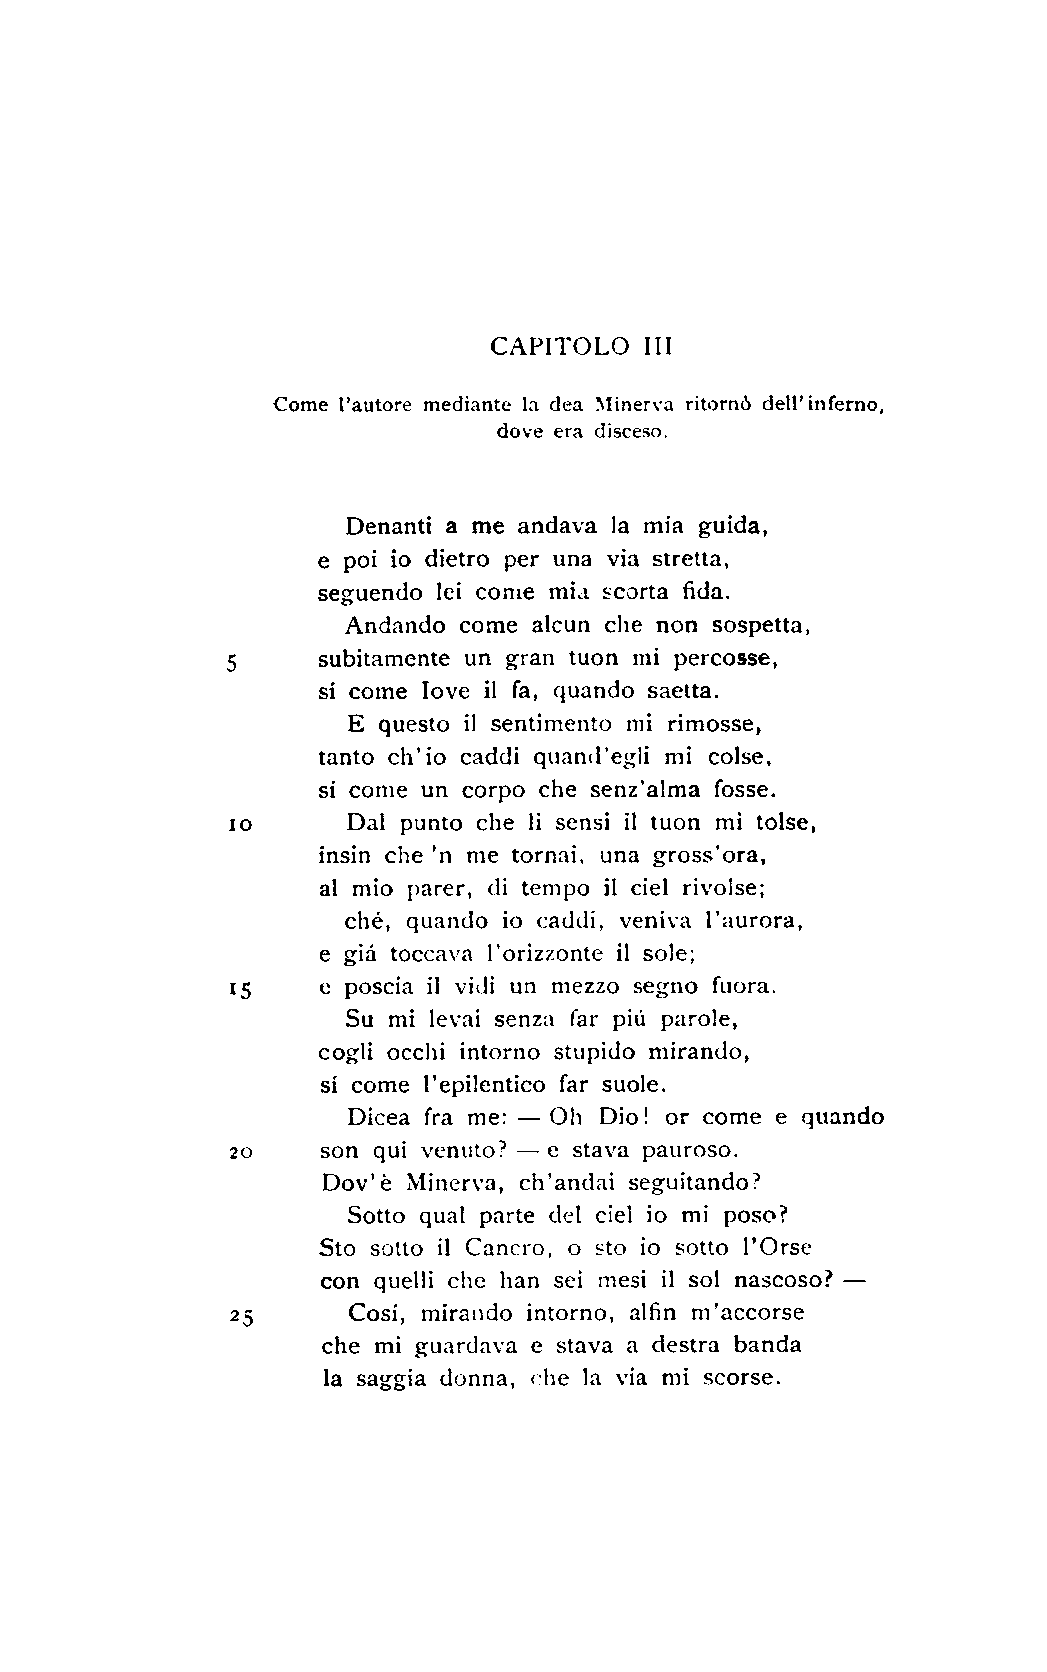 CAPITOLO III
Come l'autore mediante la dea Minerva ritornò dell'inferno,
dove era disceso.
Denanti a me andava la mia guida,
e poi io dietro per una via stretta,
seguendo lei come mia scorta fida.
Andando come alcun che non sospetta,
5 subitamente un gran tuon mi percosse,
sí come Iove il fa, quando saetta.
E questo il sentimento mi rimosse,
tanto ch'io caddi quand'egli mi colse,
sí come un corpo che senz'alma fosse.
10 Dal punto che li sensi il tuon mi tolse,
insin che 'n me tornai, una gross'ora,
al mio parer, di tempo il ciel rivolse;
ché, quando io caddi, veniva l'aurora,
e giá toccava l'orizzonte il sole;
15 e poscia il vidi un mezzo segno fuora.
Su mi levai senza far piú parole,
cogli occhi intorno stupido mirando,
sí come l'epilentico far suole.
Dicea fra me: — Oh Dio! or come e quando
20 son qui venuto? — e stava pauroso.
Dov'è Minerva, ch'andai seguitando?
Sotto qual parte del ciel io mi poso?
Sto sotto il Cancro, o sto io sotto l'Orse
con quelli che han sei mesi il sol nascoso? —
25 Cosí, mirando intorno, alfin m'accorse
che mi guardava e stava a destra banda
la saggia donna, che la via mi scorse.